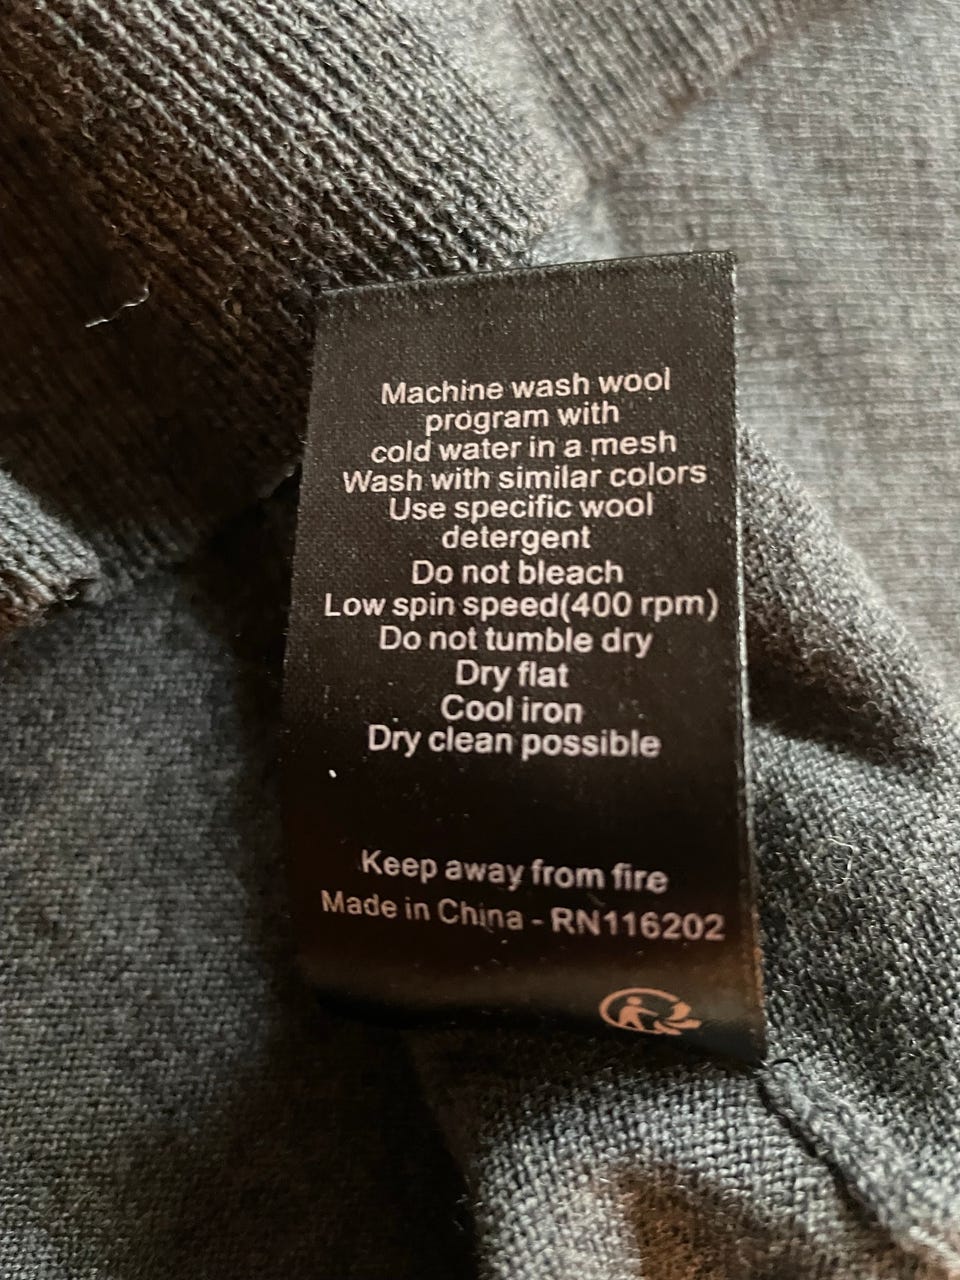 Machine wash wool
program with
cold water in a mesh
Wash with similar colors
Use specific wool
detergent
Do not bleach
Low spin speed(400 rpm)
Do not tumble dry
Dry flat
Cool iron
Dry clean possible
Keep away from fire
Made in China - RN116202